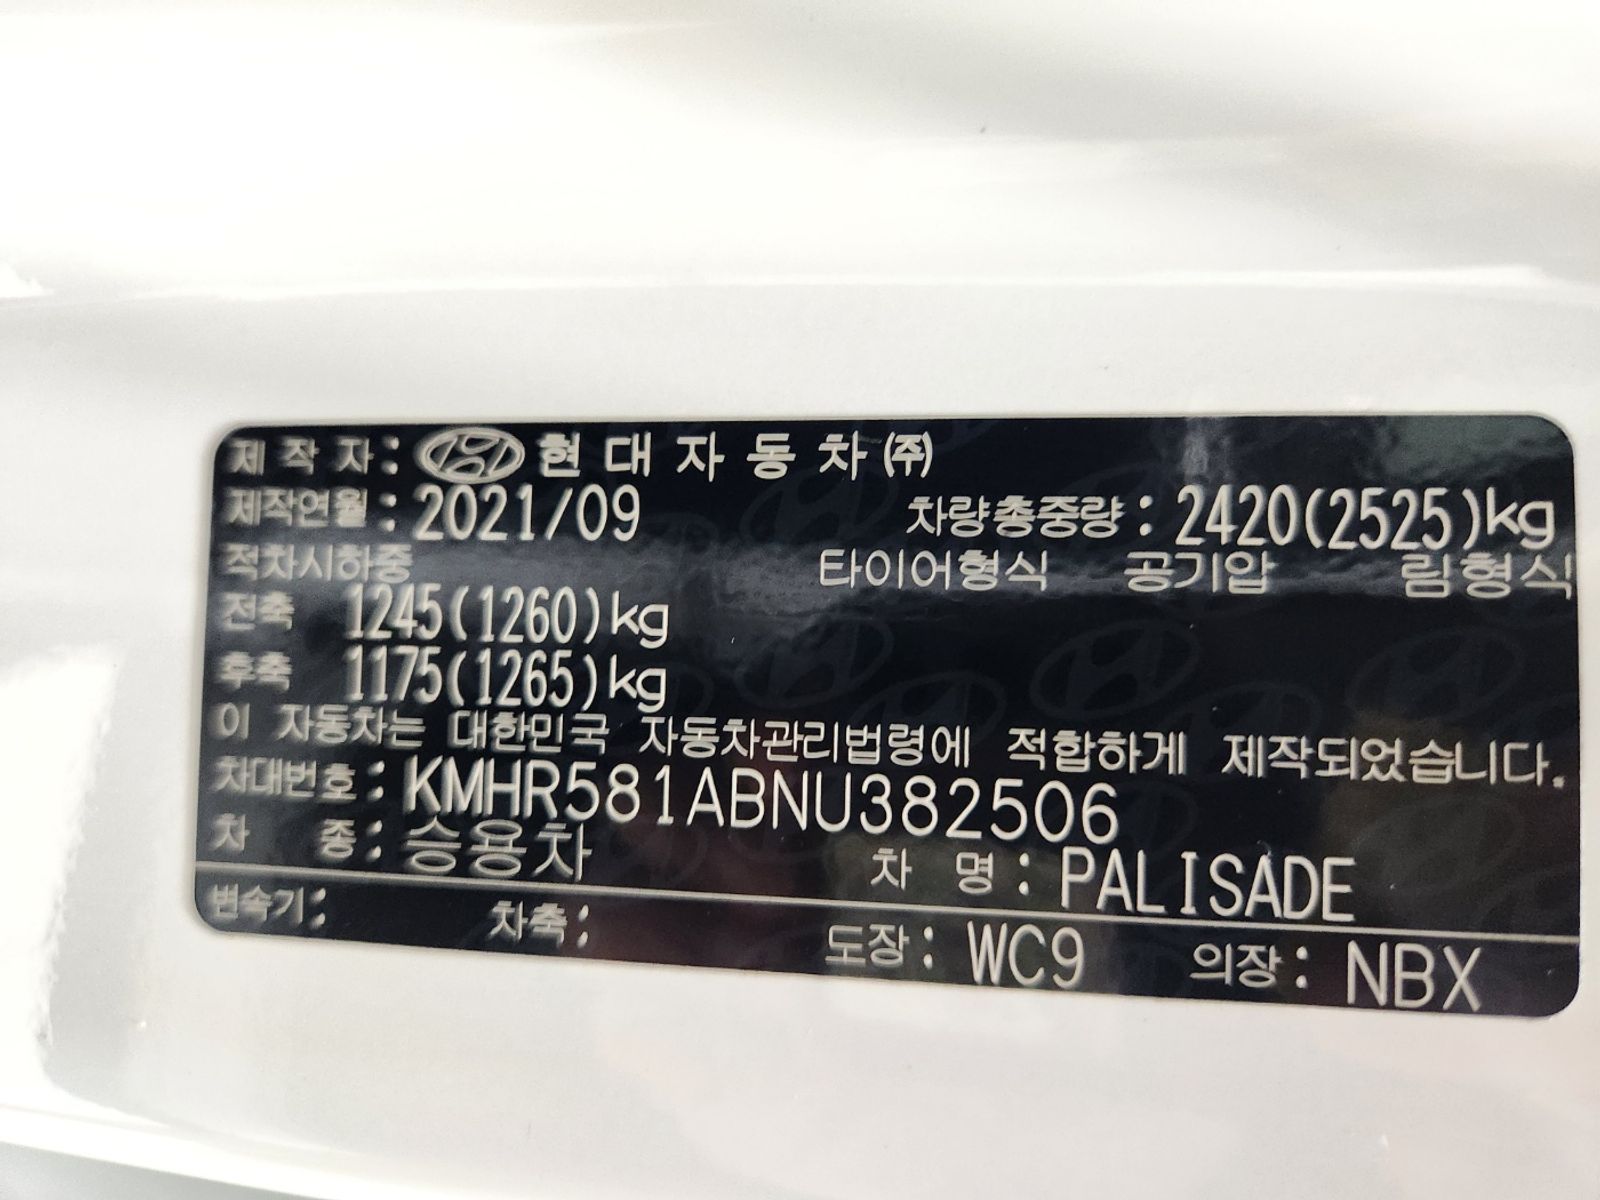 제작자: 현대자동차㈜
제작연월: 2021/09 차량총중량: 2420(2525)kg
적차시하중 타이어형식 공기압 림형식
전축 1245(1260)kg
후축 1175(1265)kg
이 자동차는 대한민국 자동차관리법령에 적합하게 제작되었습니다.
차대번호: KMHR581ABNU382506
차종: 승용차 차명: PALISADE
변속기: 차축: 도장: WC9 의장: NBX